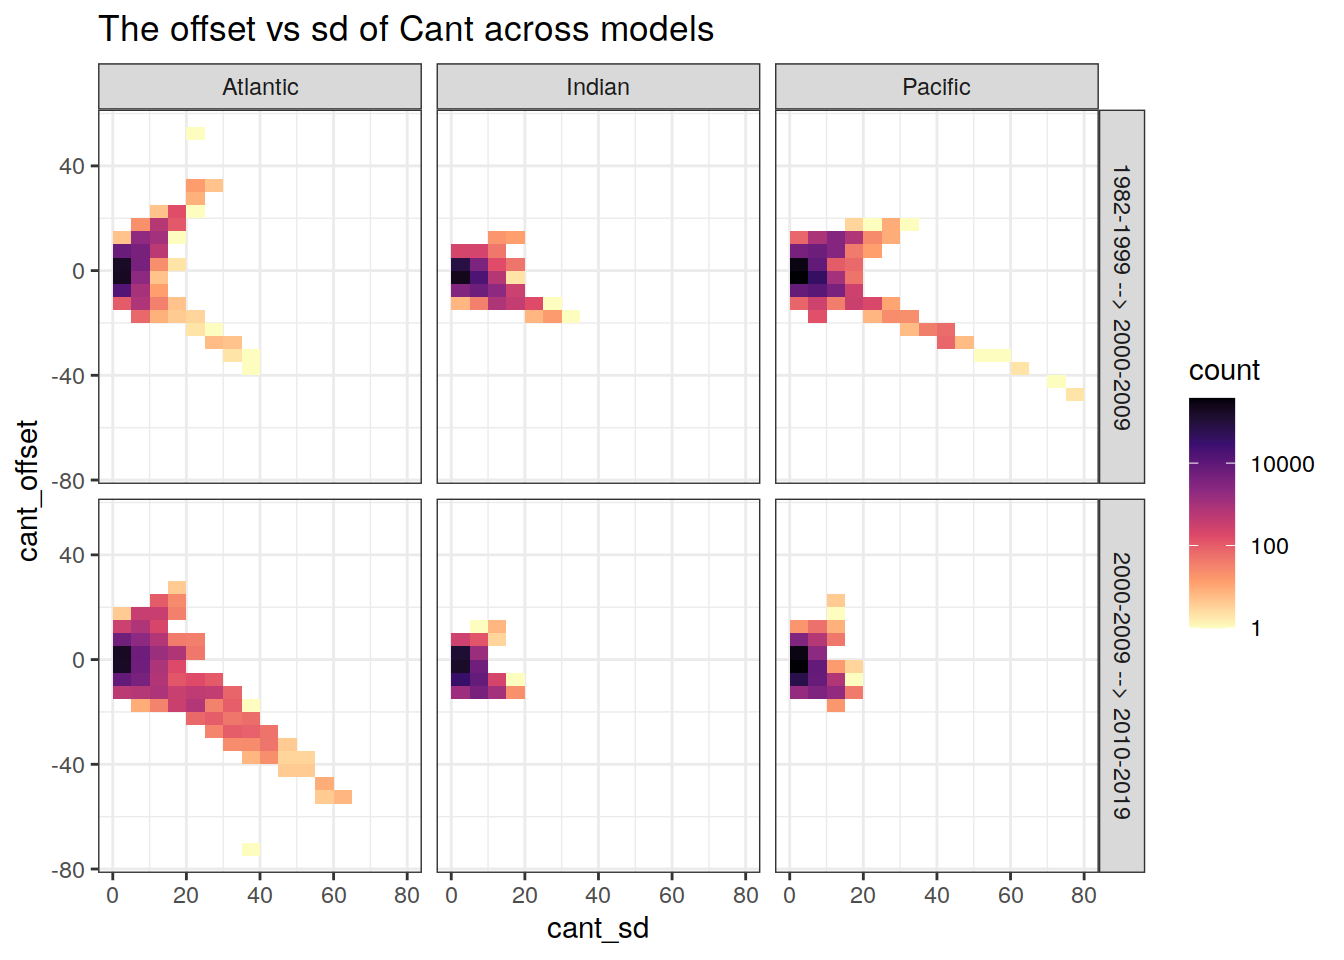 The offset vs sd of Cant across models
Atlantic
Indian
Pacific
40
0
-40
-80
1982-1999 --> 2000-2009
40
0
-40
-80
2000-2009 --> 2010-2019
0 20 40 60 80
0 20 40 60 80
0 20 40 60 80
cant_sd
cant_offset
count
10000
100
1